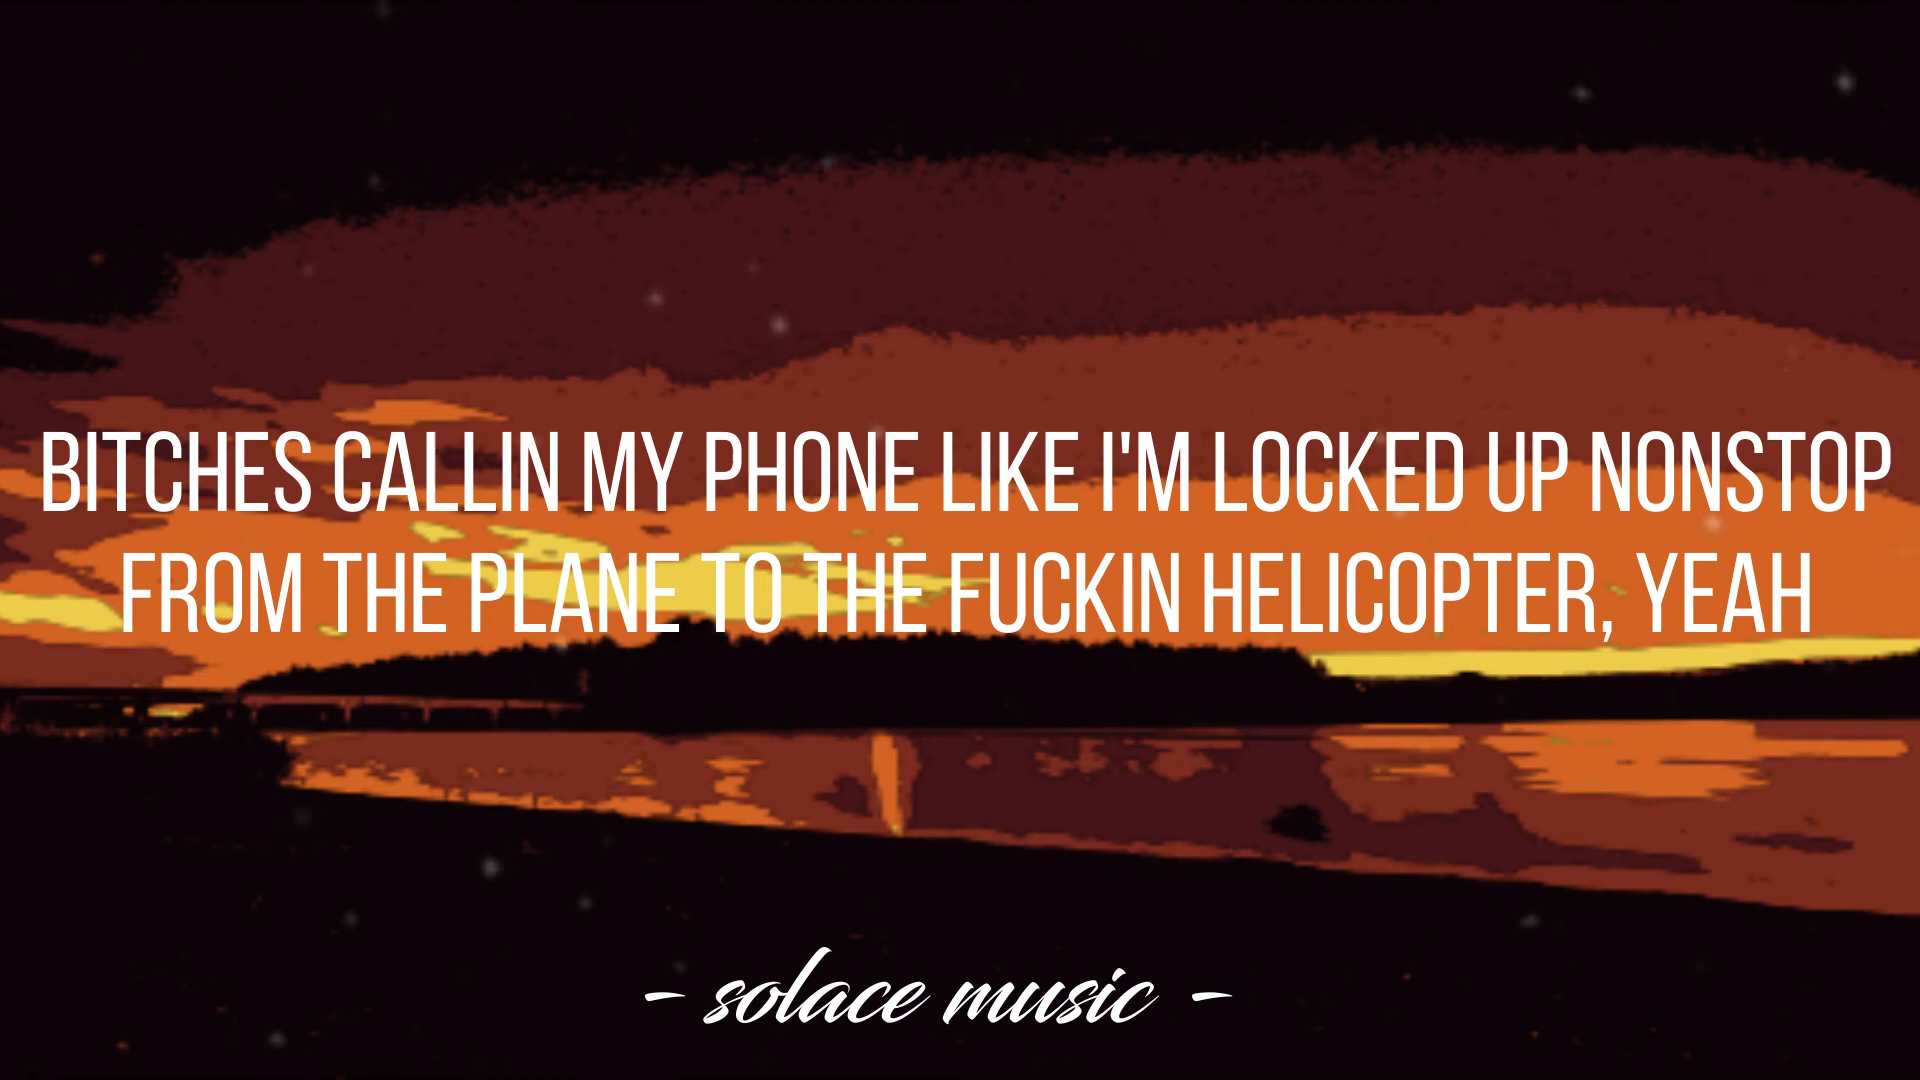 BITCHES CALLIN MY PHONE LIKE I'M LOCKED UP NONSTOP
FROM THE PLANE TO THE FUCKIN HELICOPTER, YEAH
- solace music -